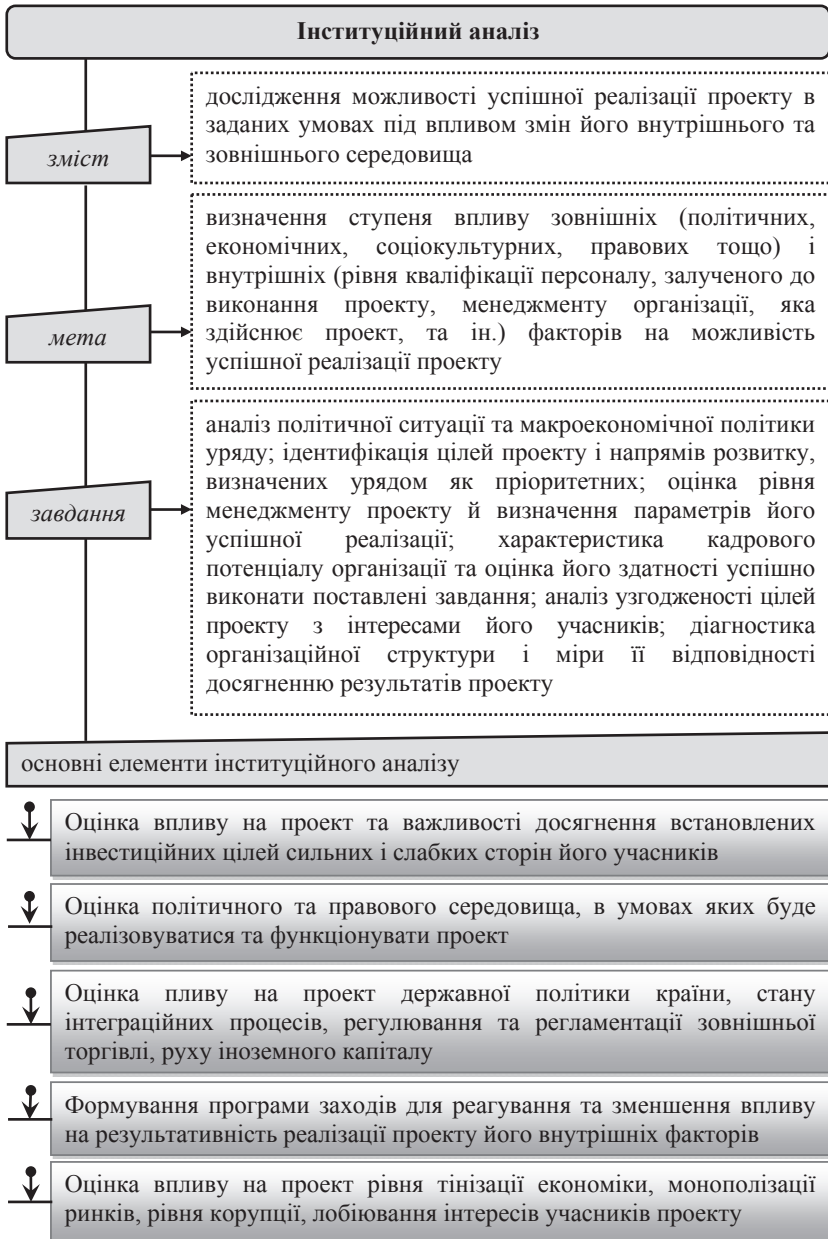 Інституційний аналіз
дослідження можливості успішної реалізації проекту в
заданих умовах під впливом змін його внутрішнього та
зовнішнього середовища
зміст
визначення ступеня впливу зовнішніх (політичних,
економічних, соціокультурних, правових тощо) і
внутрішніх (рівня кваліфікації персоналу, залученого до
виконання проекту, менеджменту організації, яка
здійснює проект, та ін.) факторів на можливість
успішної реалізації проекту
мета
аналіз політичної ситуації та макроекономічної політики
уряду; ідентифікація цілей проекту і напрямів розвитку,
визначених урядом як пріоритетних; оцінка рівня
менеджменту проекту й визначення параметрів його
успішної реалізації; характеристика кадрового
потенціалу організації та оцінка його здатності успішно
виконати поставлені завдання; аналіз узгодженості цілей
проекту з інтересами його учасників; діагностика
організаційної структури і міри її відповідності
досягненню результатів проекту
завдання
основні елементи інституційного аналізу
Оцінка впливу на проект та важливості досягнення встановлених
інвестиційних цілей сильних і слабких сторін його учасників
Оцінка політичного та правового середовища, в умовах яких буде
реалізовуватися та функціонувати проект
Оцінка пливу на проект державної політики країни, стану
інтеграційних процесів, регулювання та регламентації зовнішньої
торгівлі, руху іноземного капіталу
Формування програми заходів для реагування та зменшення впливу
на результативність реалізації проекту його внутрішніх факторів
Оцінка впливу на проект рівня тінізації економіки, монополізації
ринків, рівня корупції, лобіювання інтересів учасників проекту